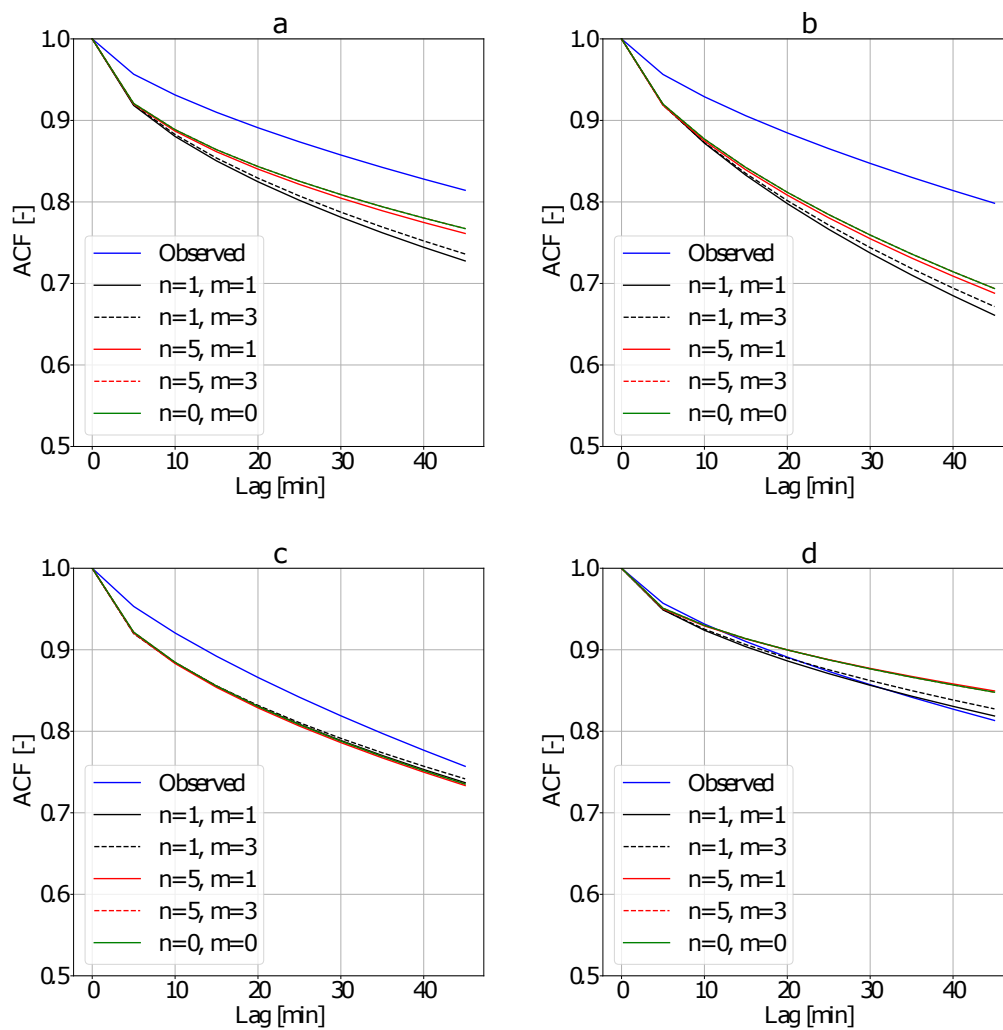 a
1.0
0.9
0.8
0.7
0.6
0.5
ACF [-]
Observed
n=1, m=1
n=1, m=3
n=5, m=1
n=5, m=3
n=0, m=0
0 10 20 30 40
Lag [min]
b
1.0
0.9
0.8
0.7
0.6
0.5
ACF [-]
Observed
n=1, m=1
n=1, m=3
n=5, m=1
n=5, m=3
n=0, m=0
0 10 20 30 40
Lag [min]
c
1.0
0.9
0.8
0.7
0.6
0.5
ACF [-]
Observed
n=1, m=1
n=1, m=3
n=5, m=1
n=5, m=3
n=0, m=0
0 10 20 30 40
Lag [min]
d
1.0
0.9
0.8
0.7
0.6
0.5
ACF [-]
Observed
n=1, m=1
n=1, m=3
n=5, m=1
n=5, m=3
n=0, m=0
0 10 20 30 40
Lag [min]